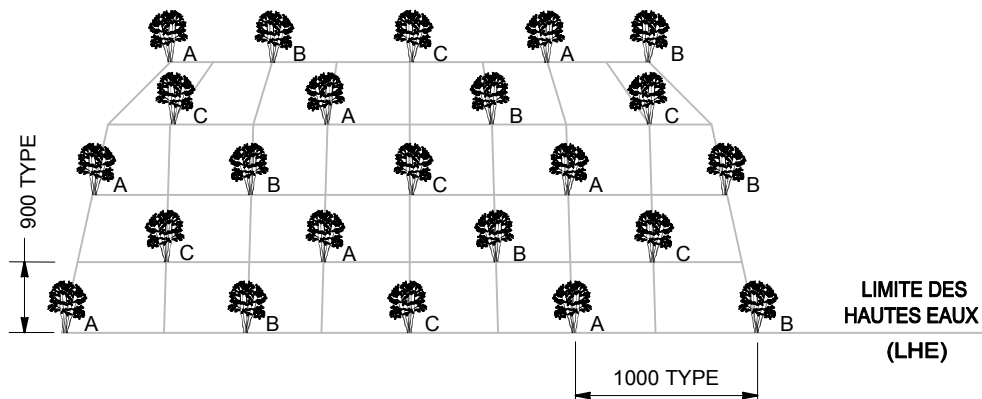 A B C A B
C A B C
A B C A B
900 TYPE
C A B C
A B C A B
LIMITE DES
HAUTES EAUX
(LHE)
1000 TYPE